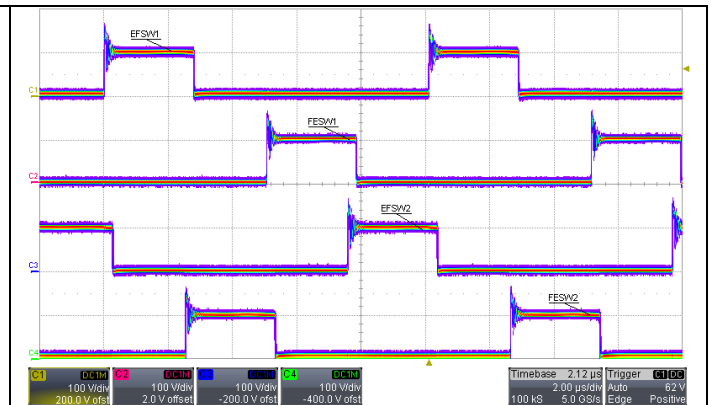 EFSW1
C1
FESW1
C2
EFSW2
C3
FESW2
C4
C1 DC1M
100 V/div
200.0 V ofst
C2 DC1M
100 V/div
2.0 V offset
100 V/div
-200.0 V ofst
C4 DC1M
100 V/div
-400.0 V ofst
Timebase 2.12 µs
2.00 µs/div
100 kS 5.0 GS/s
Trigger C1 DC
Auto 62 V
Edge Positive